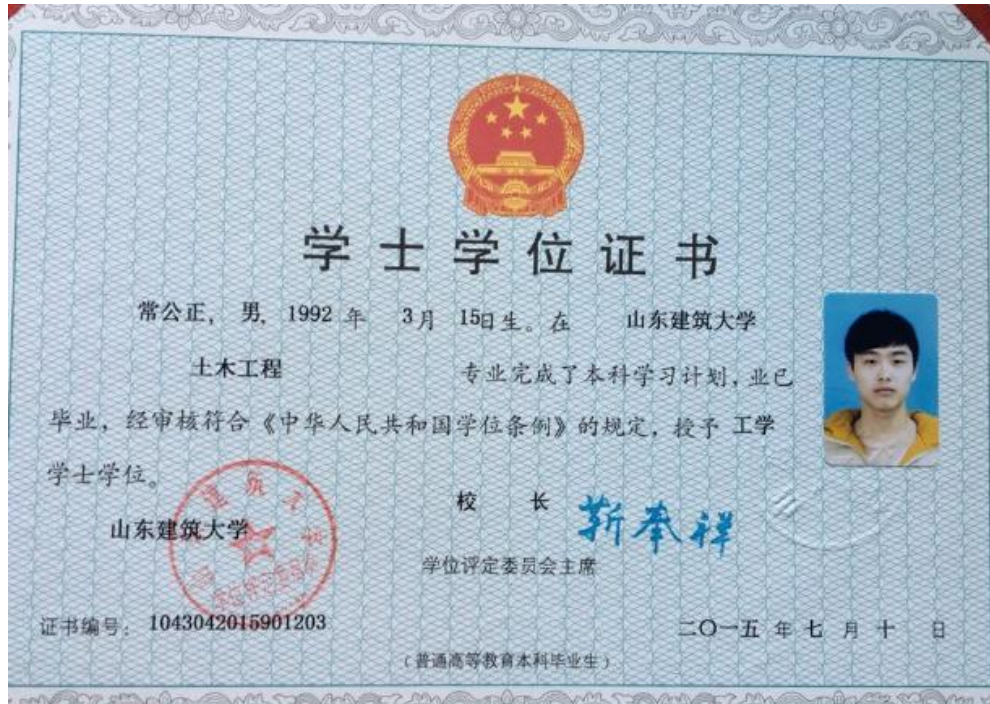 学士学位证书
常公正，男，1992年 3月 15日生。在 山东建筑大学
土木工程 专业完成了本科学习计划，业已
毕业，经审核符合《中华人民共和国学位条例》的规定，授予 工学
学士学位。
校 长 靳奉祥
山东建筑大学
学位评定委员会主席
证书编号：1043042015901203
二〇一五年七月十日
（普通高等教育本科毕业生）